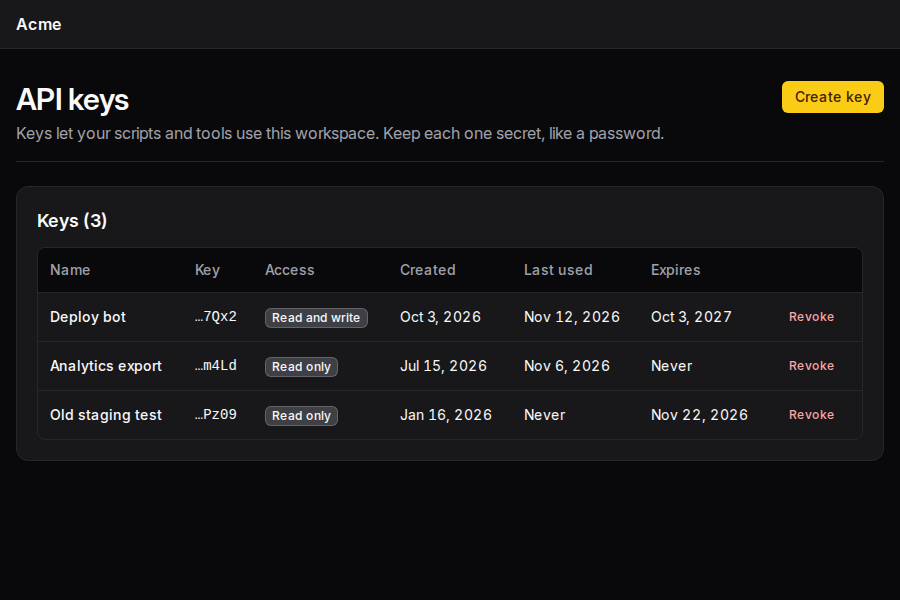 Acme
API keys
Create key
Keys let your scripts and tools use this workspace. Keep each one secret, like a password.
Keys (3)
Name Key Access Created Last used Expires
Deploy bot …7Qx2 Read and write Oct 3, 2026 Nov 12, 2026 Oct 3, 2027 Revoke
Analytics export …m4Ld Read only Jul 15, 2026 Nov 6, 2026 Never Revoke
Old staging test …Pz09 Read only Jan 16, 2026 Never Nov 22, 2026 Revoke